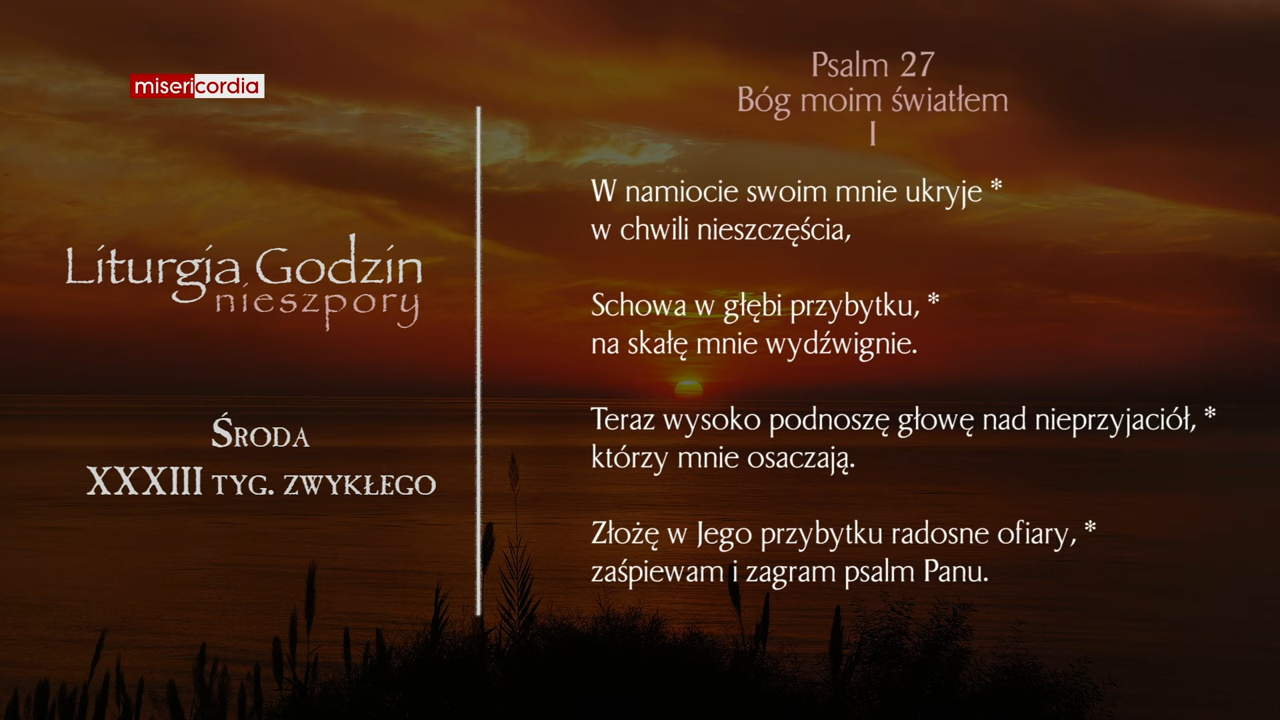 misericordia
Liturgia Godzin
nieszpory
Środa
XXXIII tyg. zwykłego
Psalm 27
Bóg moim światłem
I
W namiocie swoim mnie ukryje *
w chwili nieszczęścia,
Schowa w głębi przybytku, *
na skałę mnie wydźwignie.
Teraz wysoko podnoszę głowę nad nieprzyjaciół, *
którzy mnie osaczają.
Złożę w Jego przybytku radosne ofiary, *
zaśpiewam i zagram psalm Panu.